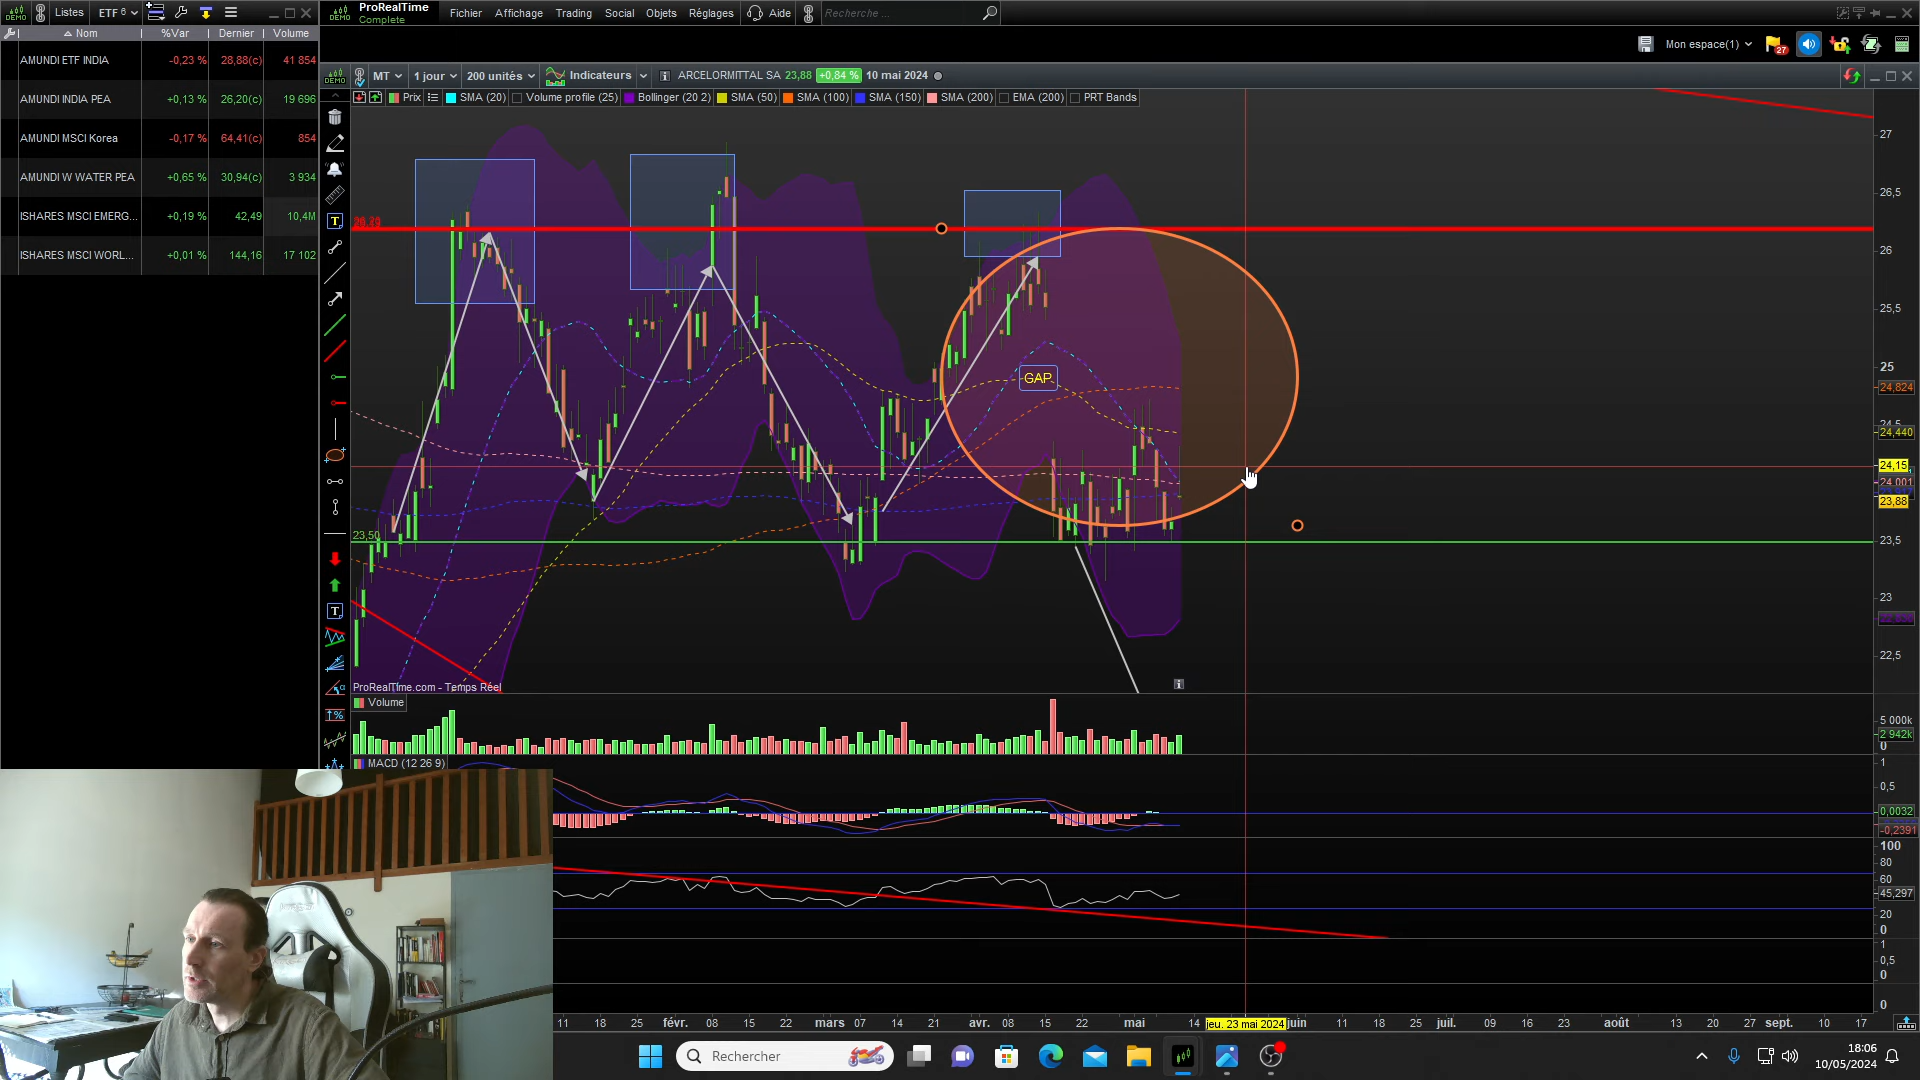 DEMO
Listes
ETF 6
Nom
%Var
Dernier
Volume
AMUNDI ETF INDIA
-0,23 %
28,88(c)
41 854
AMUNDI INDIA PEA
+0,13 %
26,20(c)
19 696
AMUNDI MSCI Korea
-0,17 %
64,41(c)
854
AMUNDI W WATER PEA
+0,65 %
30,94(c)
3 934
ISHARES MSCI EMERG...
+0,19 %
42,49
10,4M
ISHARES MSCI WORL...
+0,01 %
144,16
17 102
DEMO
ProRealTime
Complete
Fichier
Affichage
Trading
Social
Objets
Réglages
Aide
Recherche ...
Mon espace(1)
27
DEMO
MT
1 jour
200 unités
Indicateurs
ARCELORMITTAL SA
23,88
+0,84 %
10 mai 2024
Prix
SMA (20)
Volume profile (25)
Bollinger (20 2)
SMA (50)
SMA (100)
SMA (150)
SMA (200)
EMA (200)
PRT Bands
GAP
23,50
ProRealTime.com - Temps Réel
27
26,5
26
25,5
25
24,824
24,5
24,440
24,15
24,001
23,88
23,5
23
22,5
Volume
5 000k
2 942k
0
MACD (12 26 9)
1
0,5
0,0032
-0,2391
100
80
60
45,297
20
0
1
0,5
0
0
11
18
25
févr.
08
15
22
mars
07
14
21
avr.
08
15
22
mai
14
jeu. 23 mai 2024
juin
11
18
25
juil.
09
16
23
août
13
20
27
sept.
10
17
Rechercher
18:06
10/05/2024